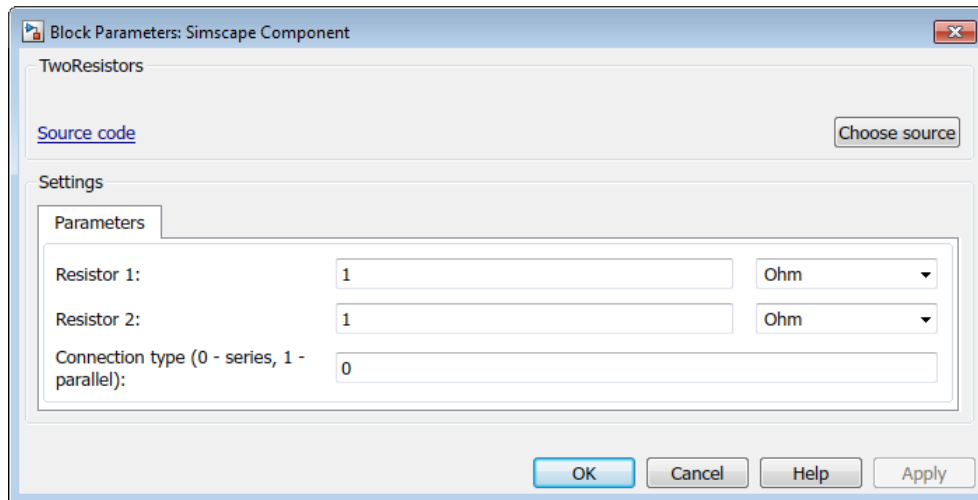 Block Parameters: Simscape Component
TwoResistors
Source code
Choose source
Settings
Parameters
Resistor 1:
1
Ohm
Resistor 2:
1
Ohm
Connection type (0 - series, 1 -
parallel):
0
OK
Cancel
Help
Apply